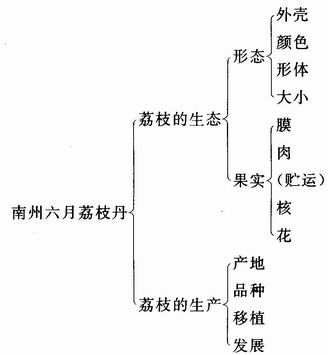 外壳
颜色
形态
形体
大小
荔枝的生态
膜
肉
果实
(贮运)
核
南州六月荔枝丹
花
产地
品种
荔枝的生产
移植
发展